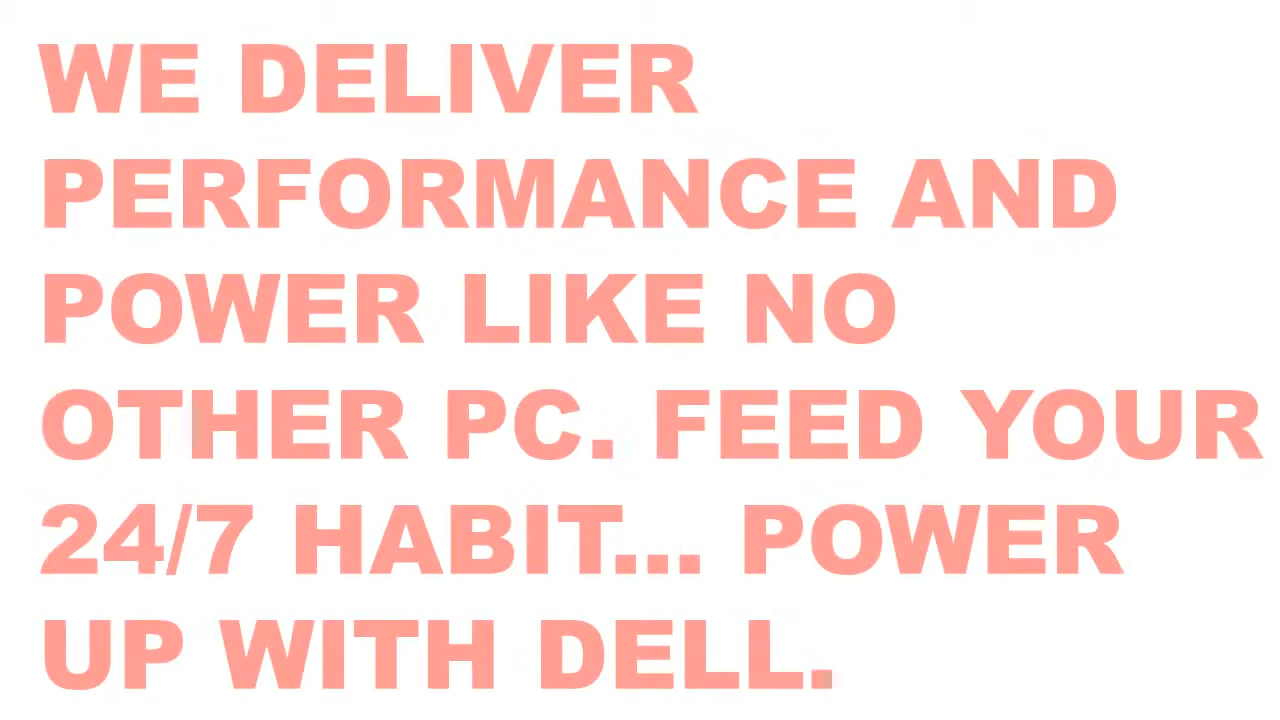 WE DELIVER
PERFORMANCE AND
POWER LIKE NO
OTHER PC. FEED YOUR
24/7 HABIT... POWER
UP WITH DELL.